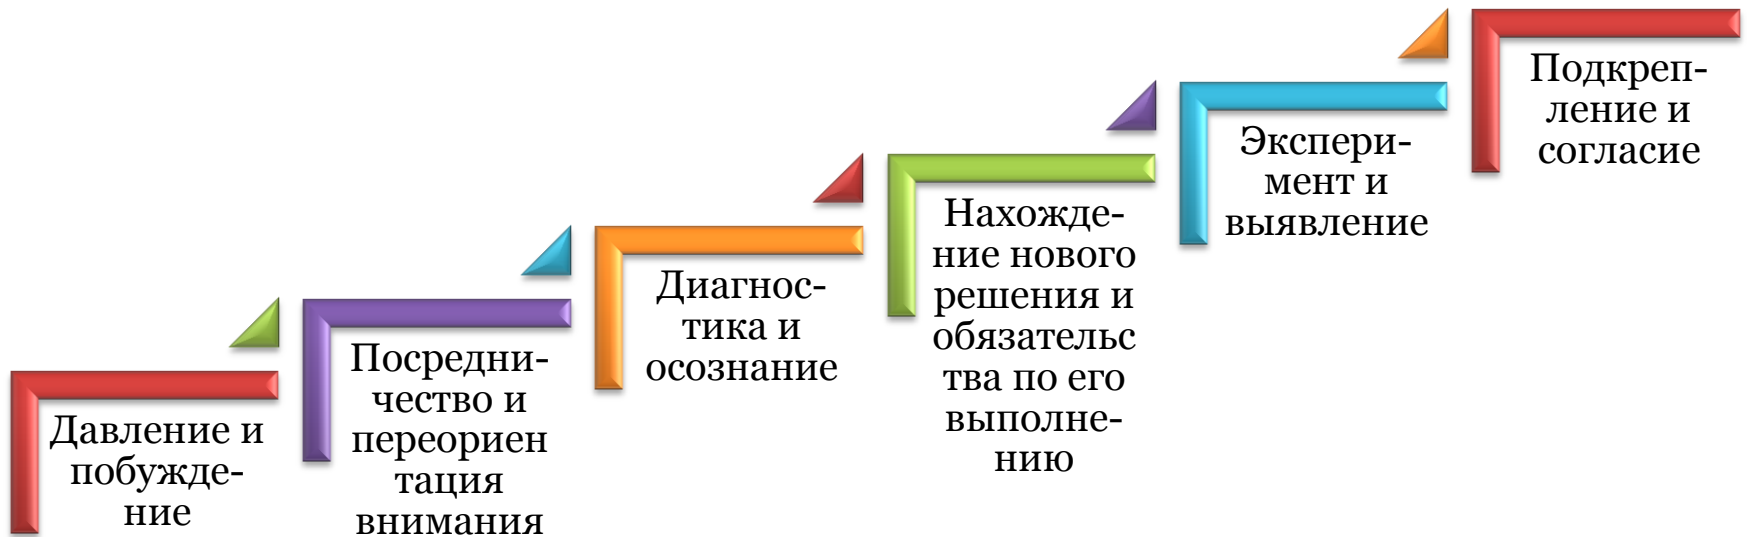 Давление и
побужде-
ние
Посредни-
чество и
переориен
тация
внимания
Диагнос-
тика и
осознание
Нахожде-
ние нового
решения и
обязательс
тва по его
выполне-
нию
Экспери-
мент и
выявление
Подкреп-
ление и
согласие